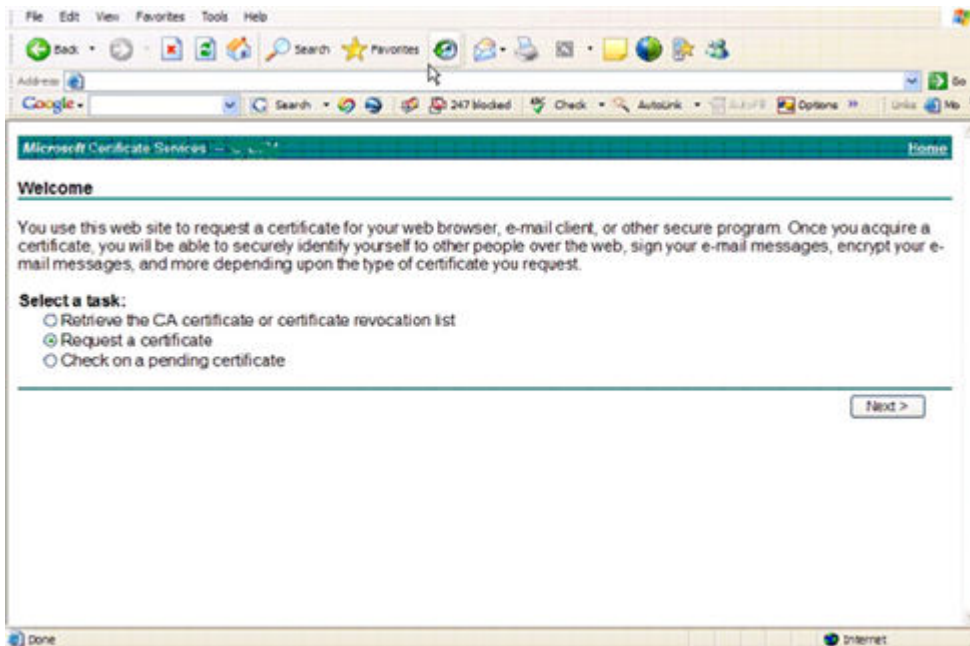 File Edit View Favorites Tools Help
Back Search Favorites
Address Go
Google Search 247 blocked Check AutoLink AutoFill Options » Links
Microsoft Certificate Services --
Home
Welcome
You use this web site to request a certificate for your web browser, e-mail client, or other secure program. Once you acquire a
certificate, you will be able to securely identify yourself to other people over the web, sign your e-mail messages, encrypt your e-
mail messages, and more depending upon the type of certificate you request.
Select a task:
Retrieve the CA certificate or certificate revocation list
Request a certificate
Check on a pending certificate
Next >
Done Internet